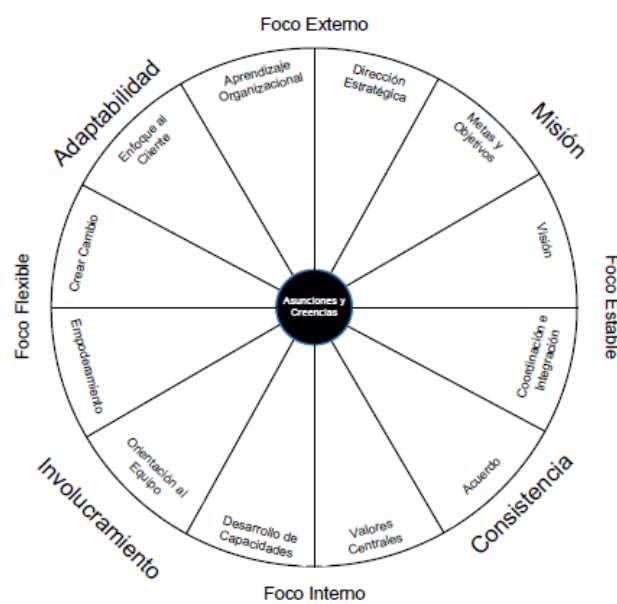 Foco Externo
Adaptabilidad
Misión
Aprendizaje
Organizacional
Dirección
Estratégica
Enfoque al
Cliente
Metas y
Objetivos
Crear Cambio
Visión
Foco Flexible
Asunciones y
Creencias
Foco Estable
Empoderamiento
Coordinación e
Integración
Orientación al
Equipo
Acuerdo
Desarrollo de
Capacidades
Valores
Centrales
Involucramiento
Consistencia
Foco Interno